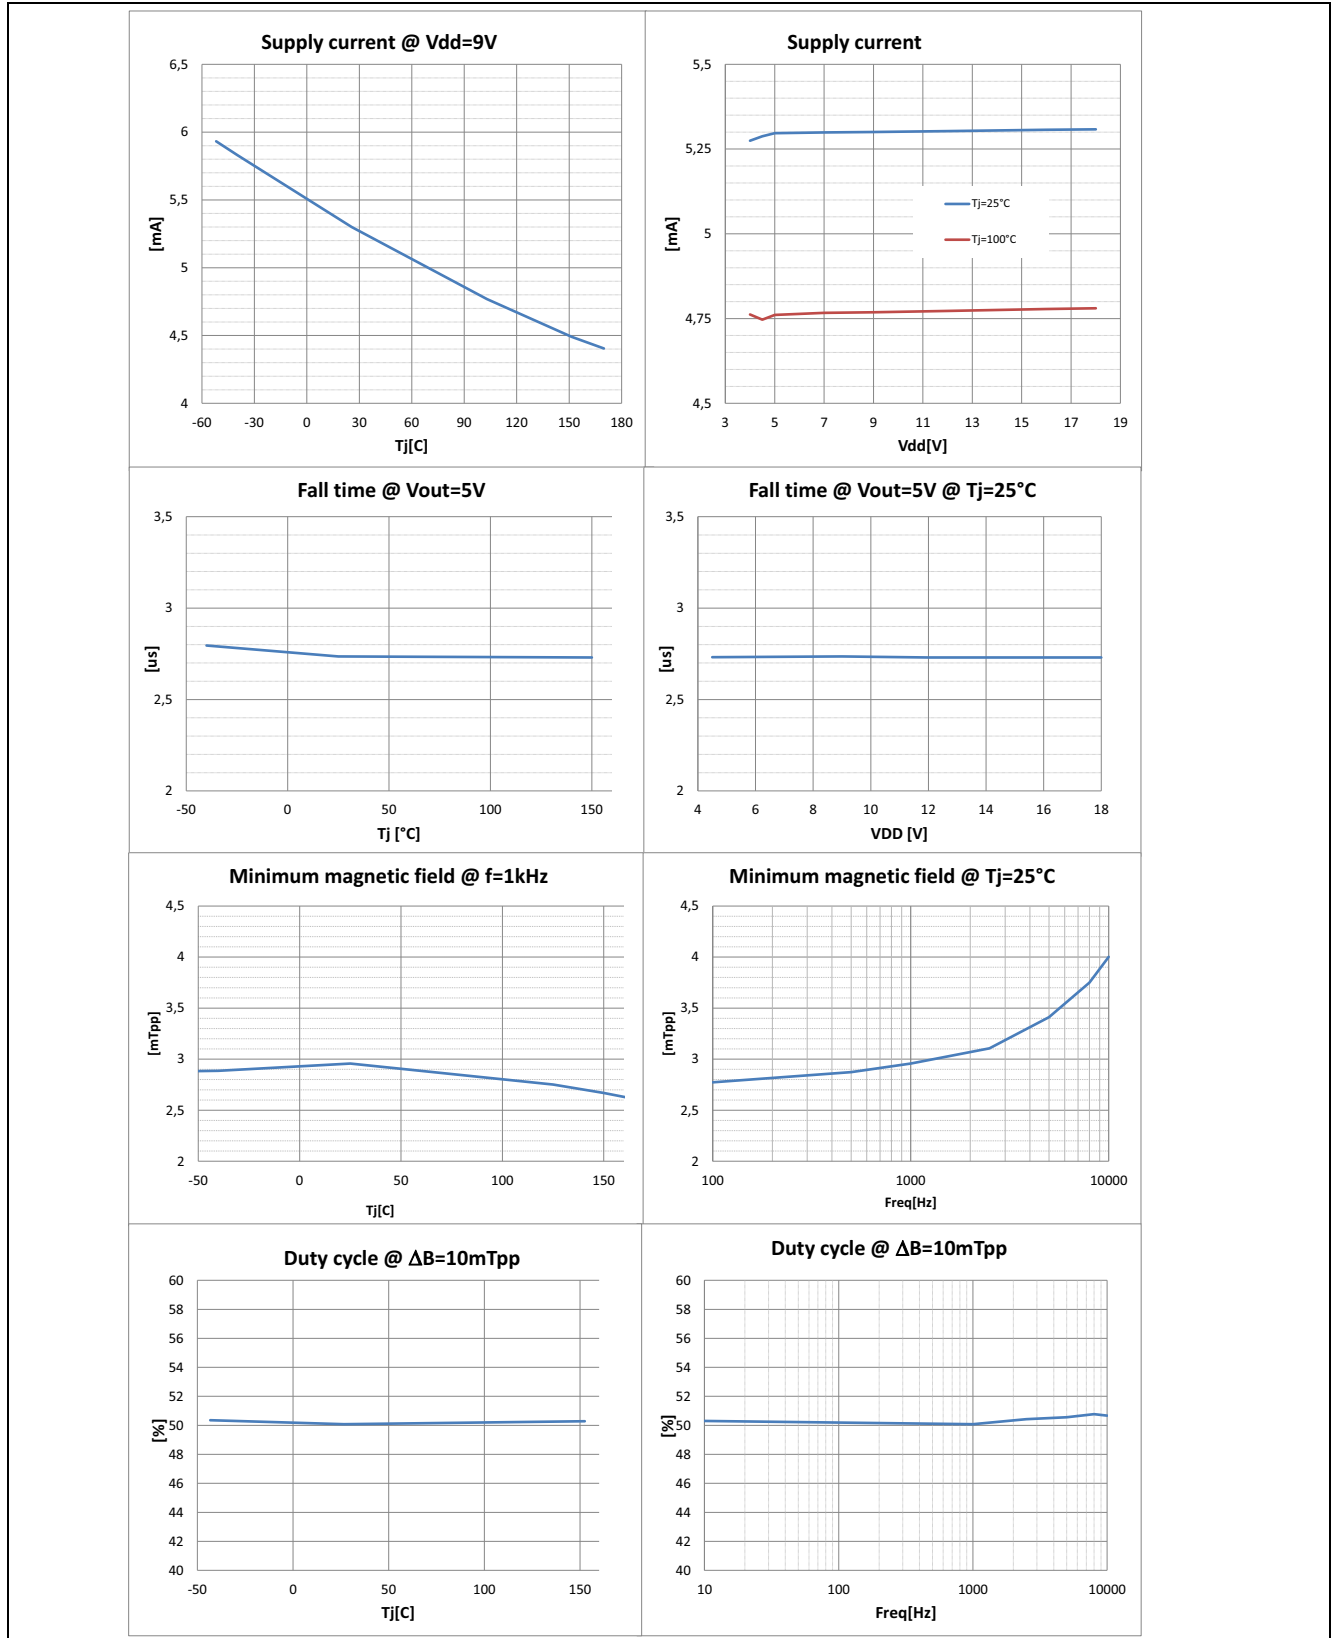 Supply current @ Vdd=9V
6,5
6
5,5
5
4,5
4
[mA]
-60 -30 0 30 60 90 120 150 180
Tj[C]
Supply current
5,5
5,25
5
4,75
4,5
[mA]
Tj=25°C
Tj=100°C
3 5 7 9 11 13 15 17 19
Vdd[V]
Fall time @ Vout=5V
3,5
3
2,5
2
[us]
-50 0 50 100 150
Tj [°C]
Fall time @ Vout=5V @ Tj=25°C
3,5
3
2,5
2
[us]
4 6 8 10 12 14 16 18
VDD [V]
Minimum magnetic field @ f=1kHz
4,5
4
3,5
3
2,5
2
[mTpp]
-50 0 50 100 150
Tj[C]
Minimum magnetic field @ Tj=25°C
4,5
4
3,5
3
2,5
2
[mTpp]
100 1000 10000
Freq[Hz]
Duty cycle @ ΔB=10mTpp
60
58
56
54
52
50
48
46
44
42
40
[%]
-50 0 50 100 150
Tj[C]
Duty cycle @ ΔB=10mTpp
60
58
56
54
52
50
48
46
44
42
40
[%]
10 100 1000 10000
Freq[Hz]